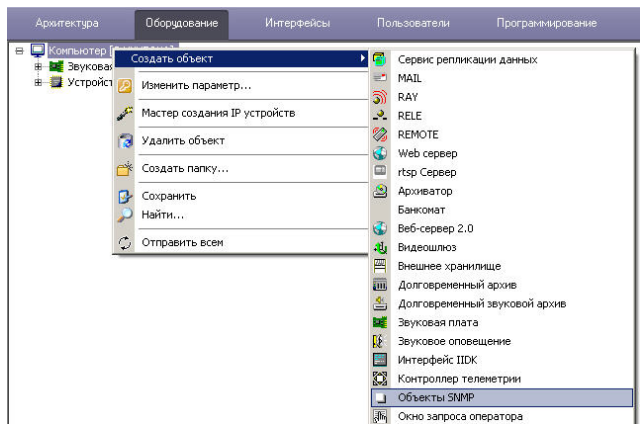 Архитектура Оборудование Интерфейсы Пользователи Программирование
Компьютер
Звуковая
Устройст
Создать объект
Изменить параметр...
Мастер создания IP устройств
Удалить объект
Создать папку...
Сохранить
Найти...
Отправить всем
Сервис репликации данных
MAIL
RAY
RELE
REMOTE
Web сервер
rtsp Сервер
Архиватор
Банкомат
Веб-сервер 2.0
Видеошлюз
Внешнее хранилище
Долговременный архив
Долговременный звуковой архив
Звуковая плата
Звуковое оповещение
Интерфейс IIDK
Контроллер телеметрии
Объекты SNMP
Окно запроса оператора